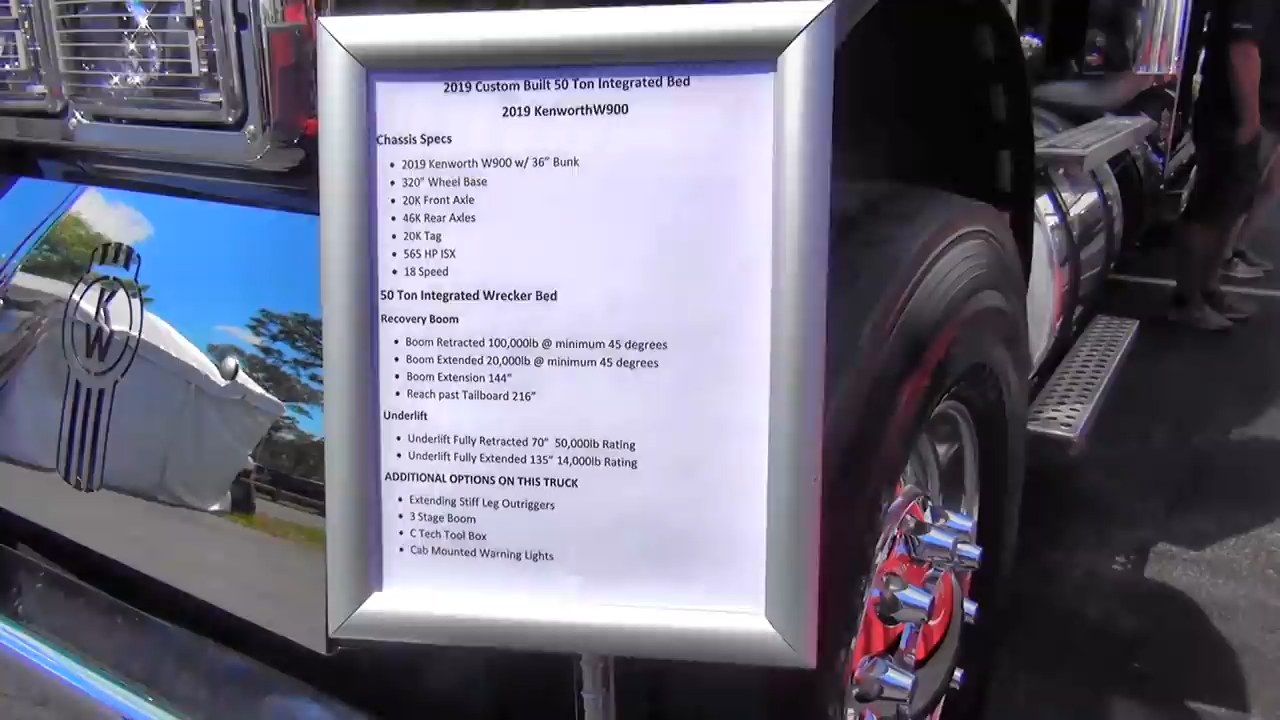 2019 Custom Built 50 Ton Integrated Bed
2019 KenworthW900
Chassis Specs
• 2019 Kenworth W900 w/ 36" Bunk
• 320" Wheel Base
• 20K Front Axle
• 46K Rear Axles
• 20K Tag
• 565 HP ISX
• 18 Speed
50 Ton Integrated Wrecker Bed
Recovery Boom
• Boom Retracted 100,000lb @ minimum 45 degrees
• Boom Extended 20,000lb @ minimum 45 degrees
• Boom Extension 144"
• Reach past Tailboard 216"
Underlift
• Underlift Fully Retracted 70" 50,000lb Rating
• Underlift Fully Extended 135" 14,000lb Rating
ADDITIONAL OPTIONS ON THIS TRUCK
• Extending Stiff Leg Outriggers
• 3 Stage Boom
• C Tech Tool Box
• Cab Mounted Warning Lights
K
W